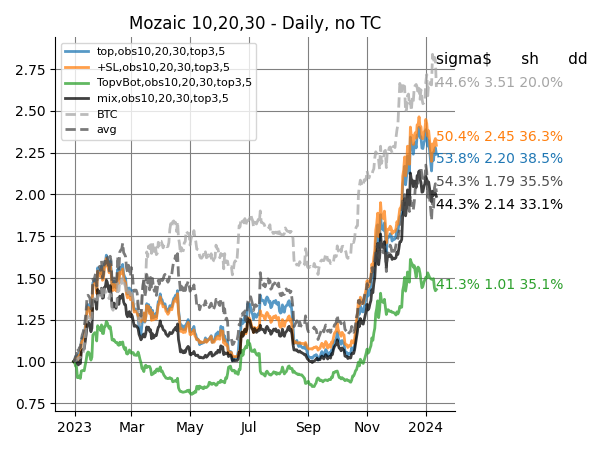 Mozaic 10,20,30 - Daily, no TC
top,obs10,20,30,top3,5
+SL,obs10,20,30,top3,5
TopvBot,obs10,20,30,top3,5
mix,obs10,20,30,top3,5
BTC
avg
sigma$ sh dd
44.6% 3.51 20.0%
50.4% 2.45 36.3%
53.8% 2.20 38.5%
54.3% 1.79 35.5%
44.3% 2.14 33.1%
41.3% 1.01 35.1%
2.75
2.50
2.25
2.00
1.75
1.50
1.25
1.00
0.75
2023 Mar May Jul Sep Nov 2024